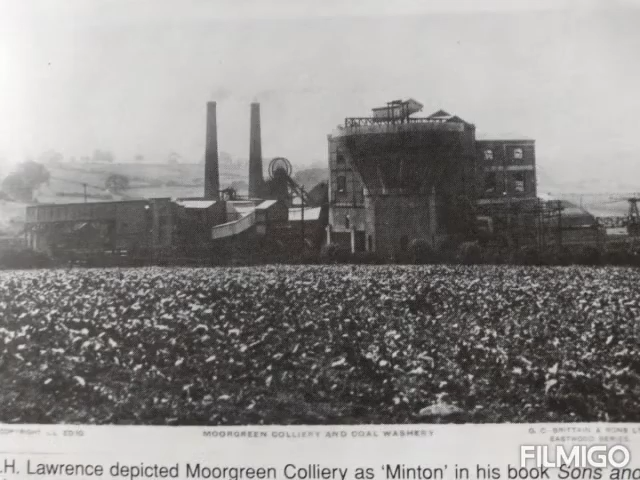 MOORGREEN COLLIERY AND COAL WASHERY
G. C. BRITTAIN & SONS LT
EASTWOOD SERIES.
FILMIGO
.H. Lawrence depicted Moorgreen Colliery as 'Minton' in his book Sons and